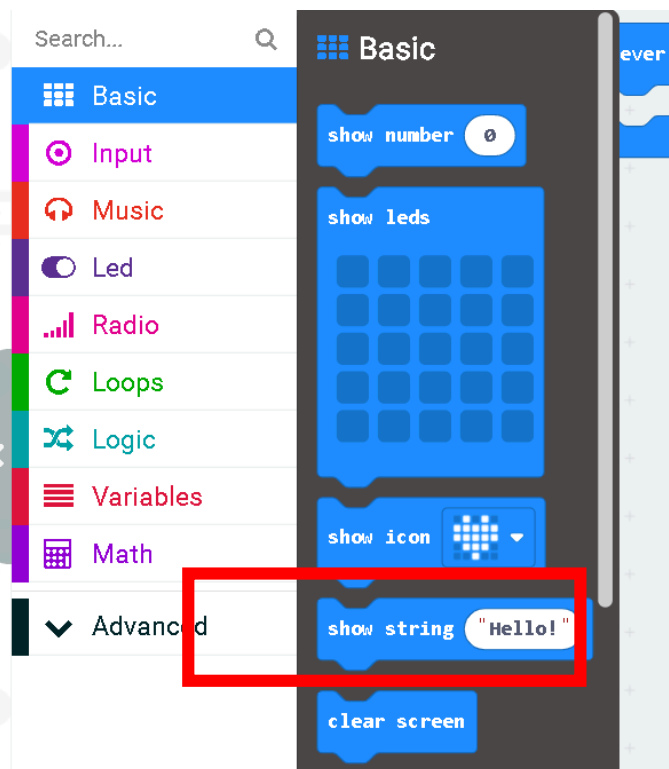 Search...
Basic
Input
Music
Led
Radio
Loops
Logic
Variables
Math
Advanced
Basic
show number 0
show leds
show icon
show string "Hello!"
clear screen
ever